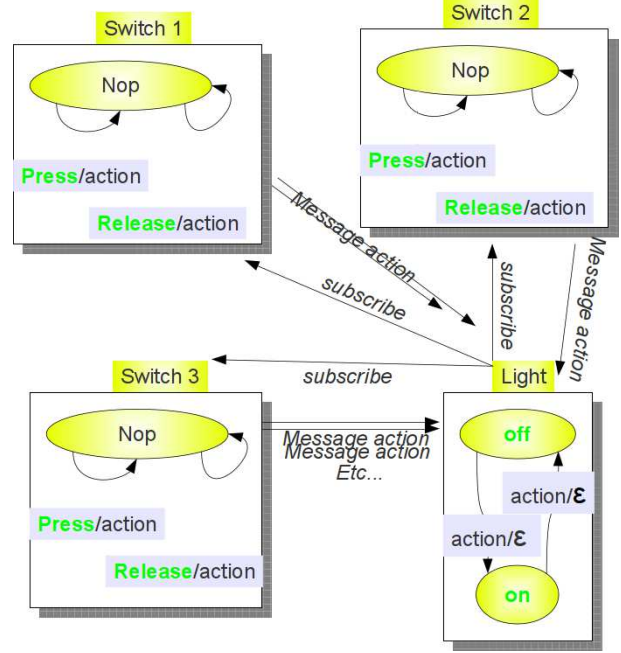 Switch 1
Nop
Press/action
Release/action
Switch 2
Nop
Press/action
Release/action
Message action
subscribe
subscribe
Message action
Switch 3
subscribe
Light
Nop
Message action
Message action
Etc...
Press/action
Release/action
off
action/ε
action/ε
on